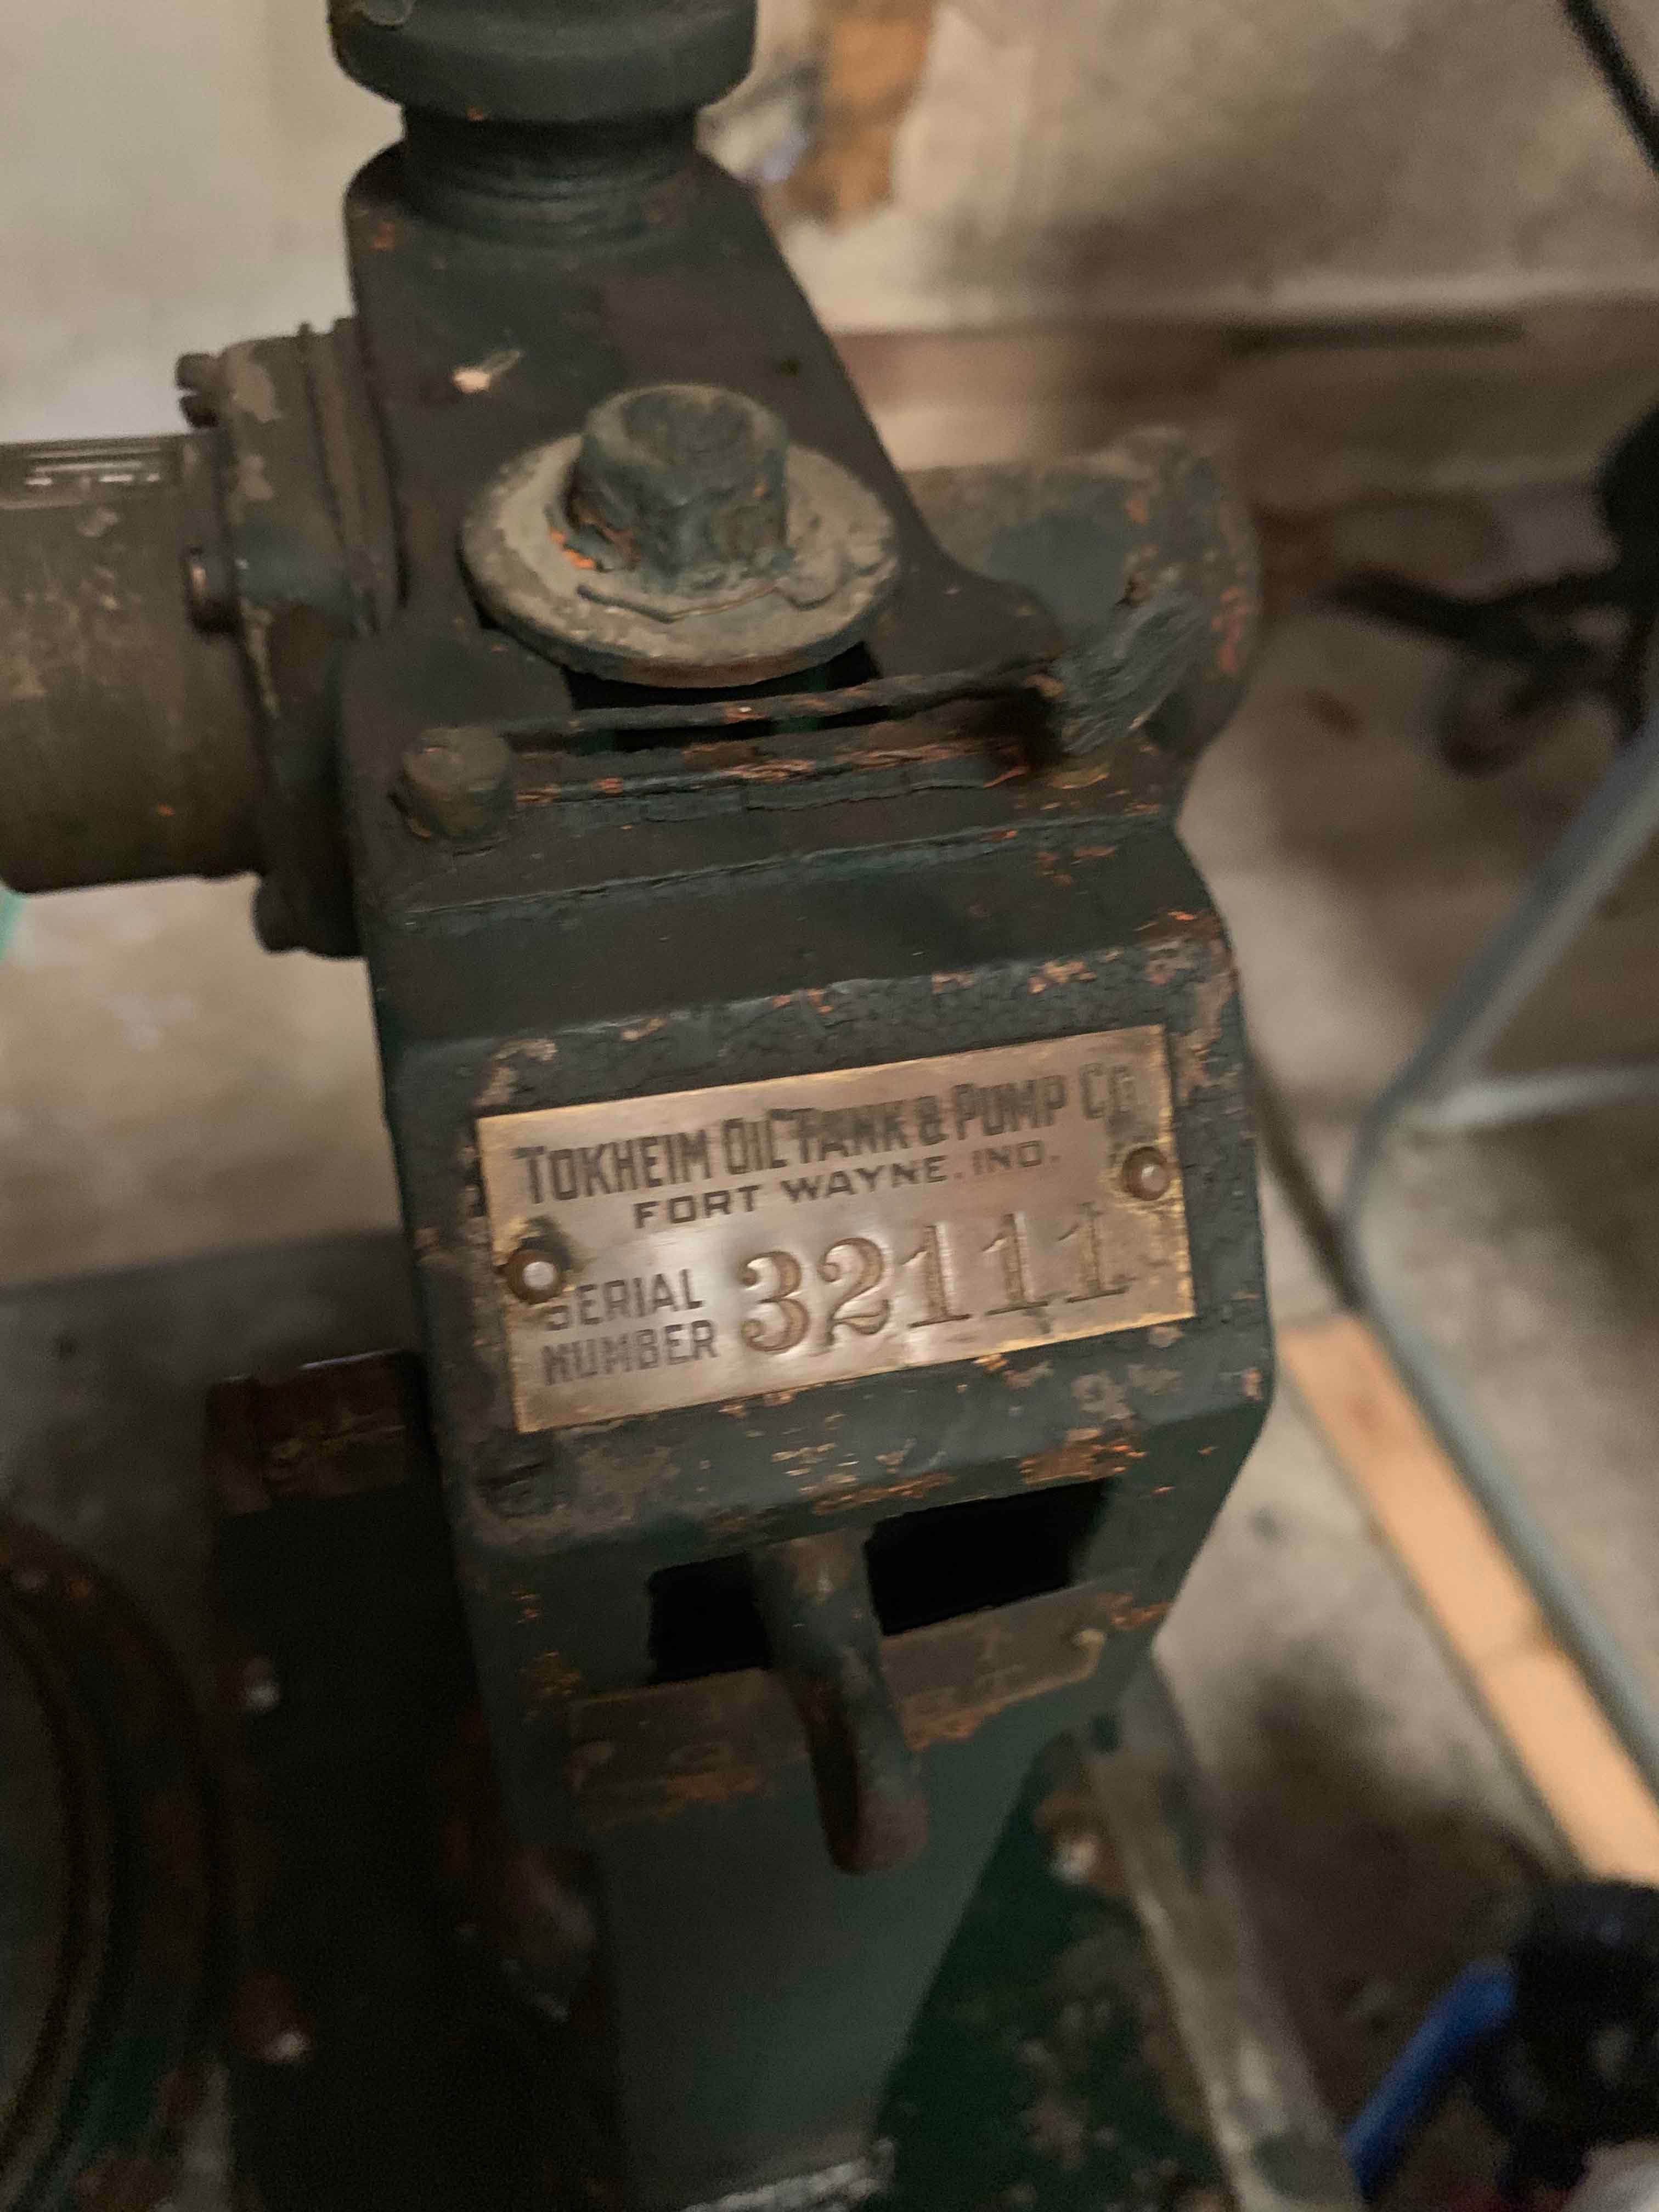 TOKHEIM OIL TANK & PUMP CO.
FORT WAYNE, IND.
SERIAL
NUMBER 32111